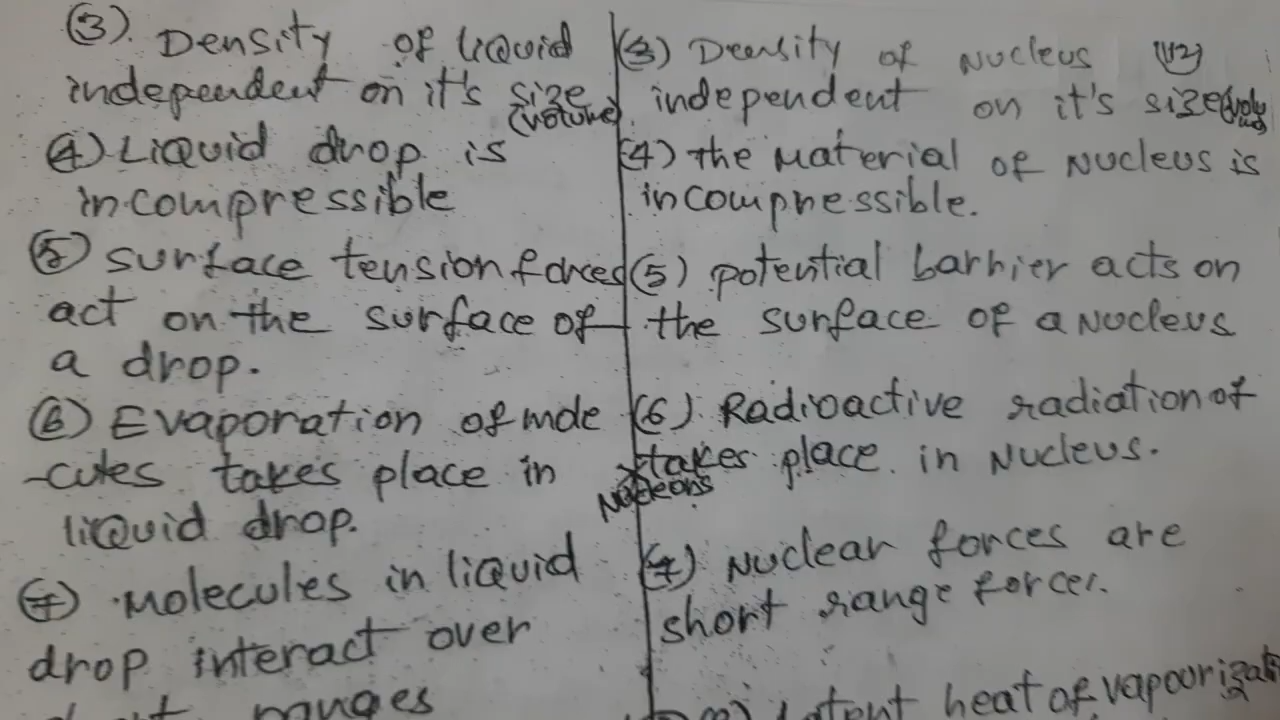 (3). Density of liquid
independent on it's size
(volume).
(4) Liquid drop is
incompressible
(5) surface tension forces
act on the surface of
a drop.
(6) Evaporation of mole
-cules takes place in
liquid drop.
(7) Molecules in liquid
drop interact over
ranges
(3) Density of Nucleus (12)
independent on it's size
(4) the material of Nucleus is
incompressible.
(5) potential barrier acts on
the surface of a Nucleus
(6). Radioactive radiation of
takes place in Nucleus.
Nucleons
(7) Nuclear forces are
short range forces.
latent heat of vapourizati